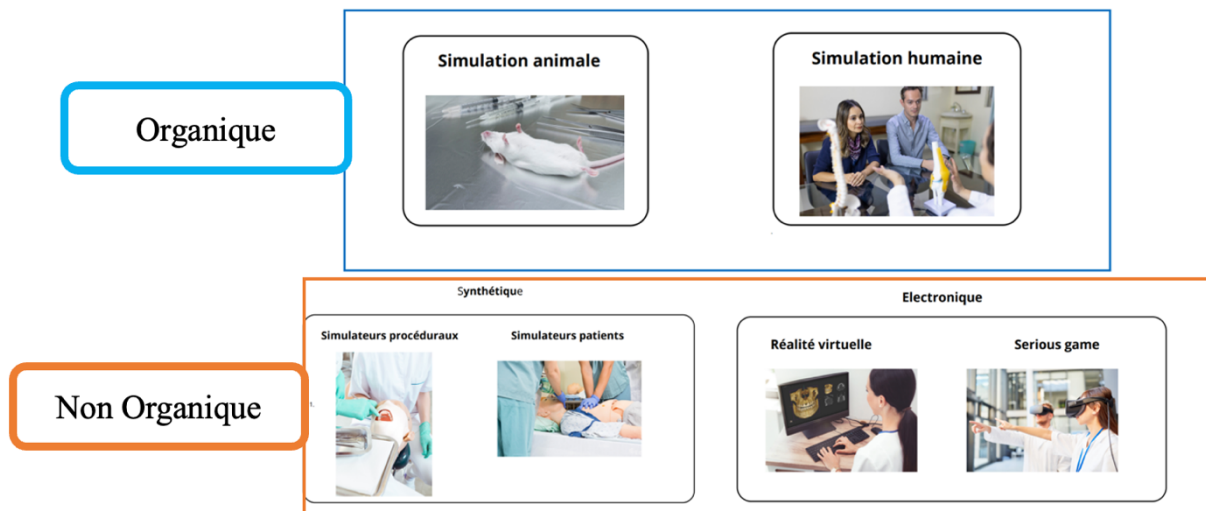 Organique
Simulation animale
Simulation humaine
Non Organique
Synthétique
Electronique
Simulateurs procéduraux
Simulateurs patients
Réalité virtuelle
Serious game